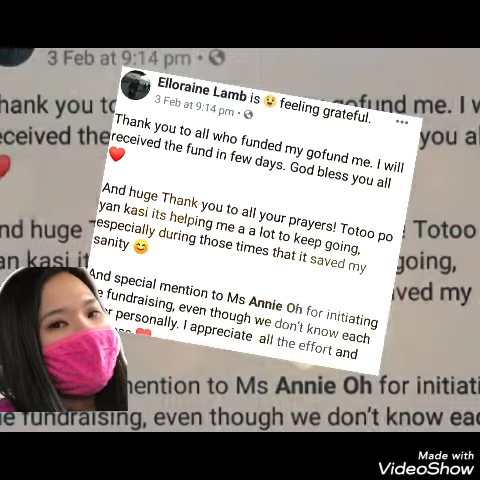 3 Feb at 9:14 pm
hank you to
eceived the
ofund me. I w
you al
Elloraine Lamb is 😉 feeling grateful.
3 Feb at 9:14 pm
Thank you to all who funded my gofund me. I will
received the fund in few days. God bless you all
❤️
And huge Thank you to all your prayers! Totoo po
yan kasi its helping me a a lot to keep going,
especially during those times that it saved my
sanity 😊
And special mention to Ms Annie Oh for initiating
e fundraising, even though we don't know each
r personally. I appreciate all the effort and
nd huge T
Totoo
an kasi it
going,
ved my
mention to Ms Annie Oh for initiati
e fundraising, even though we don't know eac
Made with
VideoShow